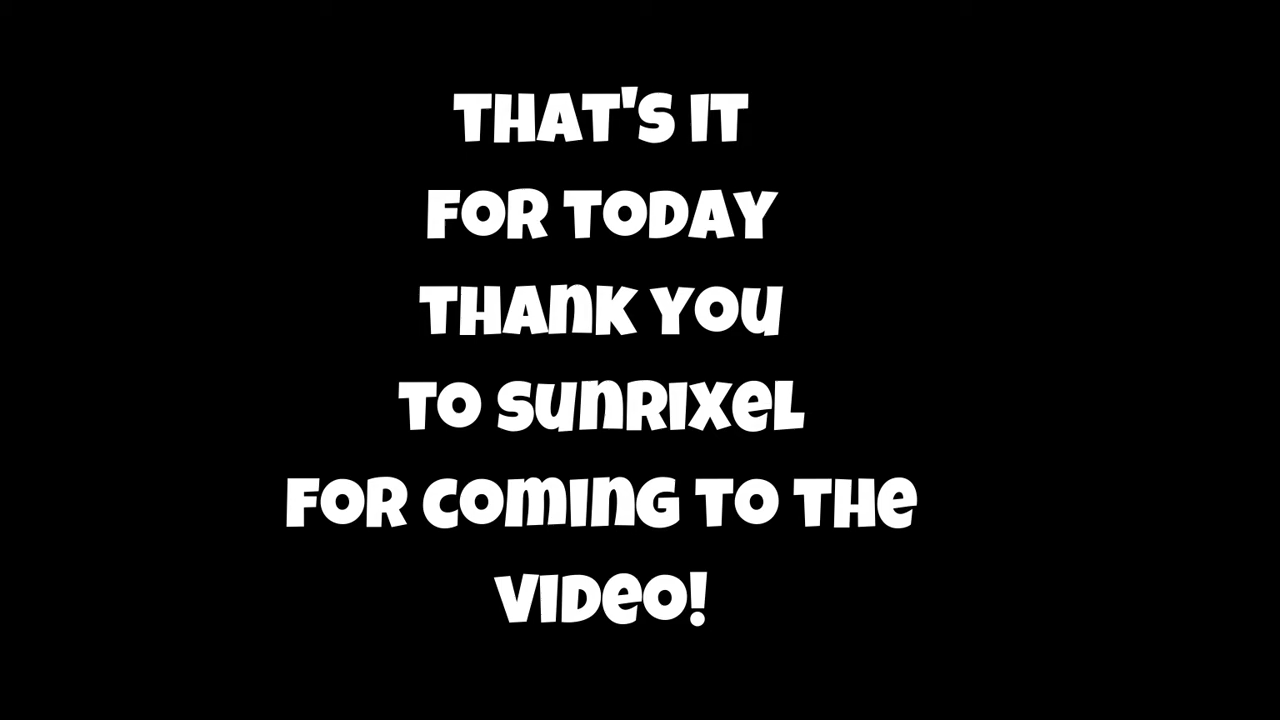 THAT'S IT
FOR TODAY
THANK YOU
TO SUNRIXEL
FOR COMING TO THE
VIDEO!